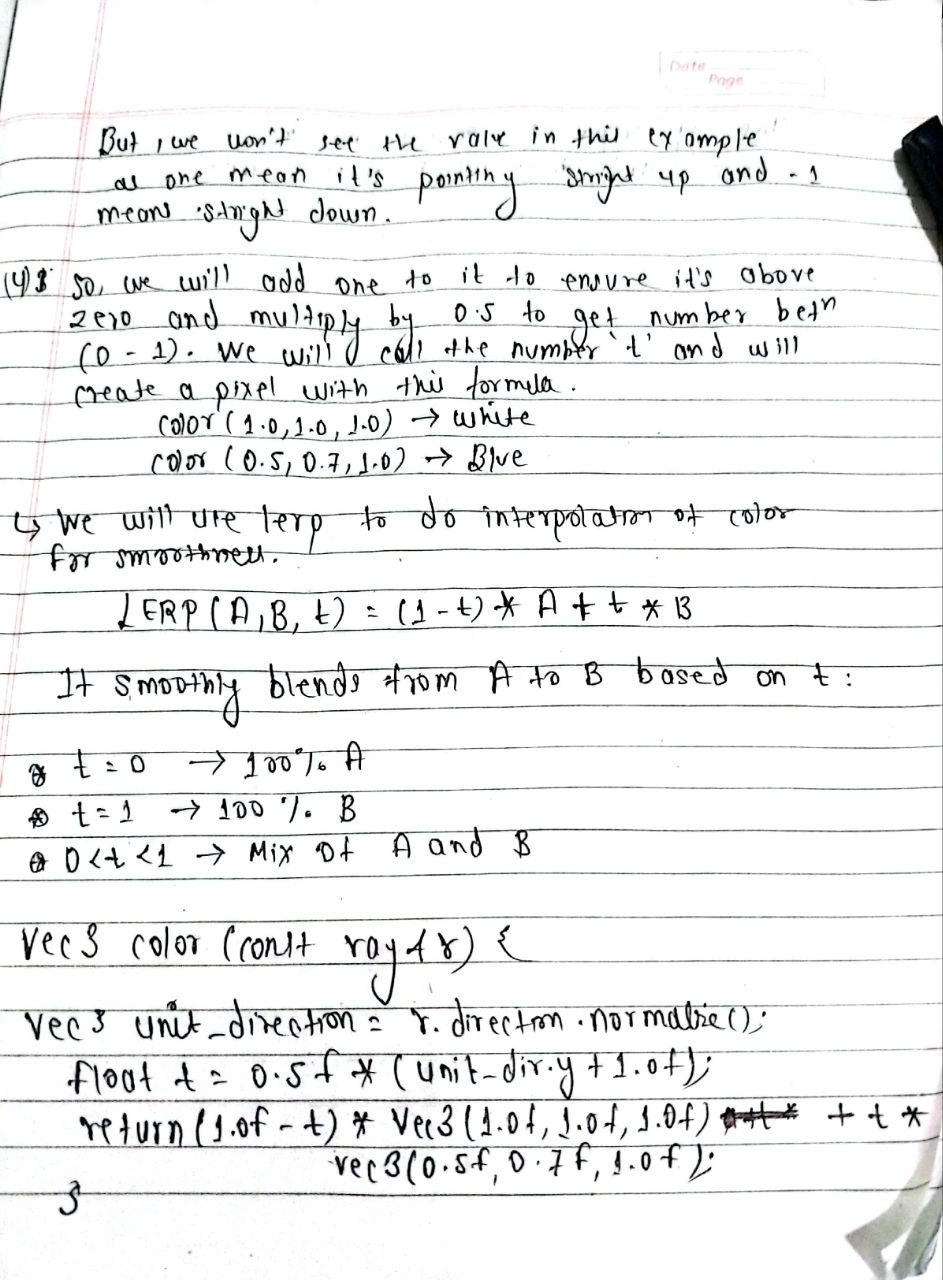 Date
Page
But, we won't see the value in this example
as one mean it's pointing stright up and -1
means stright down.
(4) So, we will add one to it to ensure it's above
zero and multiply by 0.5 to get number betn
(0 - 1). We will call the number 't' and will
create a pixel with this formula.
color (1.0, 1.0, 1.0) → white
color (0.5, 0.7, 1.0) → Blue
↳ We will use lerp to do interpolation of color
for smoothness.
LERP (A, B, t) = (1 - t) * A + t * B
It smoothly blends from A to B based on t :
* t = 0 → 100% A
* t = 1 → 100 % B
* 0 < t < 1 → Mix of A and B
Vec3 color (const ray & r) {
Vec3 unit_direction = r. direction . normalize();
float t = 0.5f * (unit_dir.y + 1.0f);
return (1.0f - t) * Vec3 (1.0f, 1.0f, 1.0f) + t *
vec3(0.5f, 0.7f, 1.0f);
}